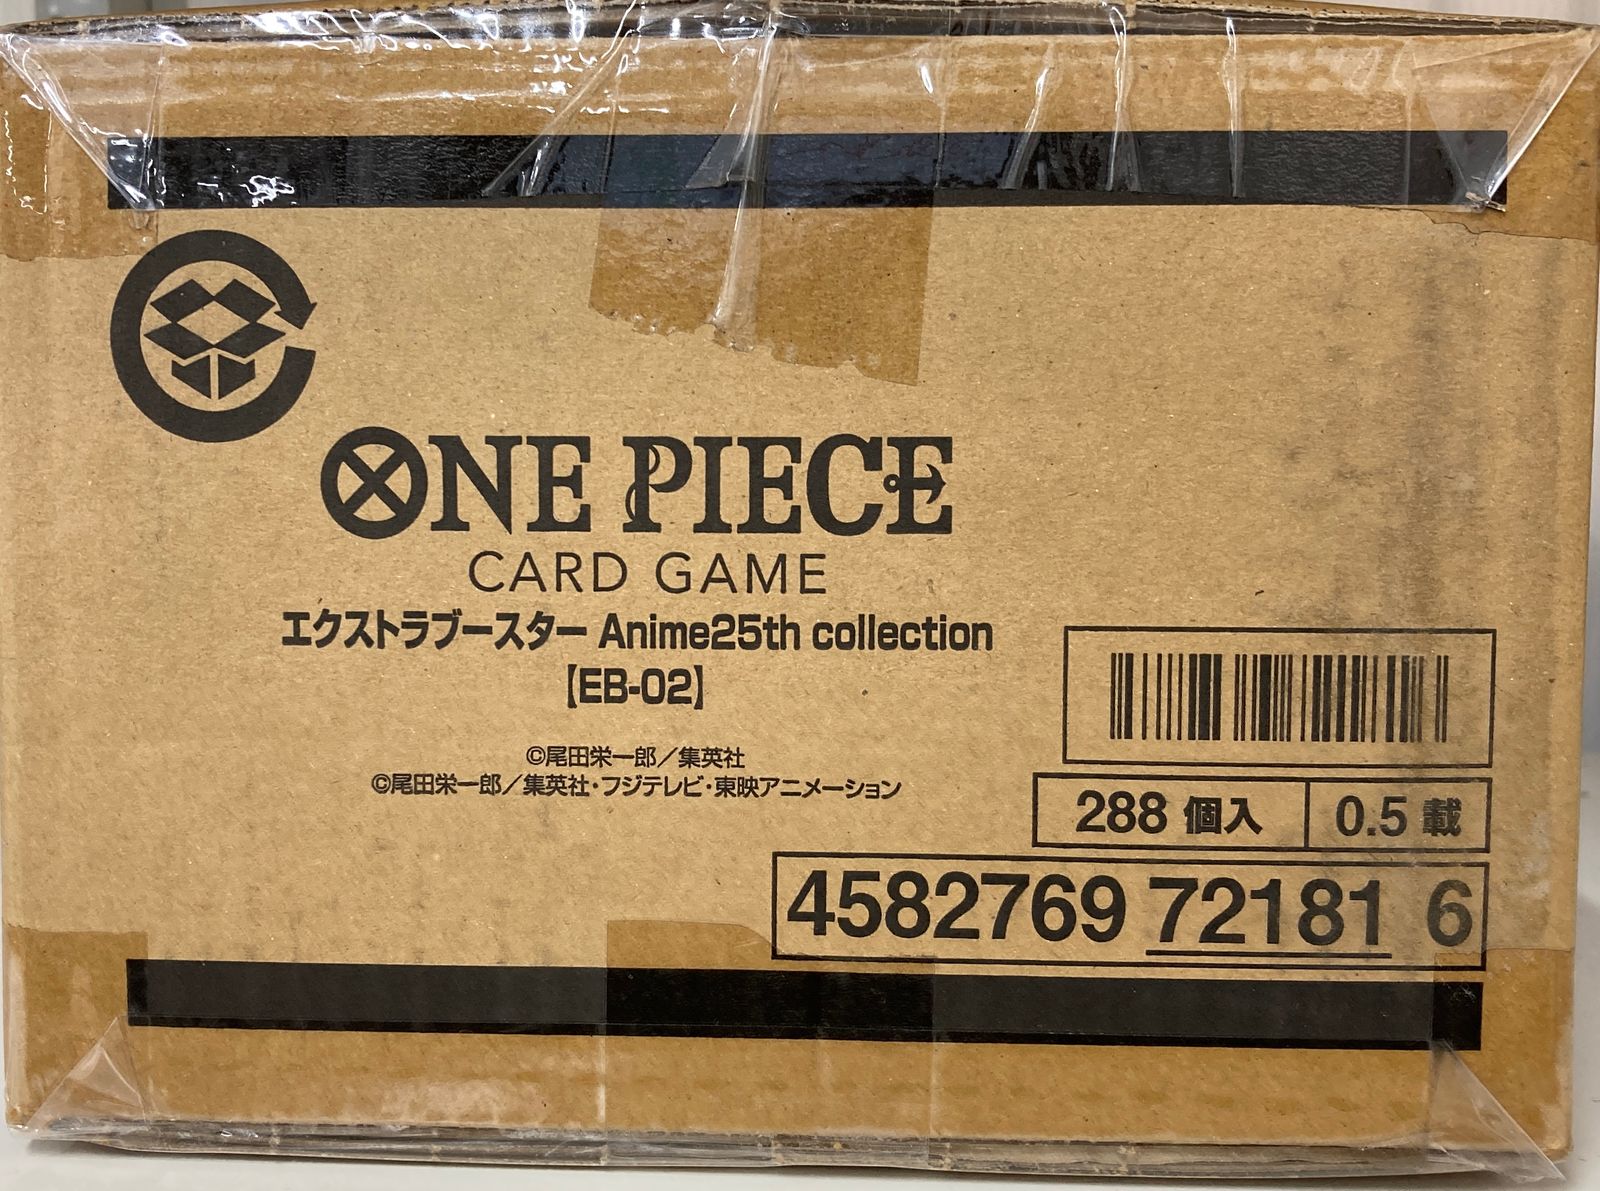 ONE PIECE
CARD GAME
エクストラブースター Anime25th collection
【EB-02】
©尾田栄一郎／集英社
©尾田栄一郎／集英社・フジテレビ・東映アニメーション
288 個入 0.5 載
4582769 72181 6